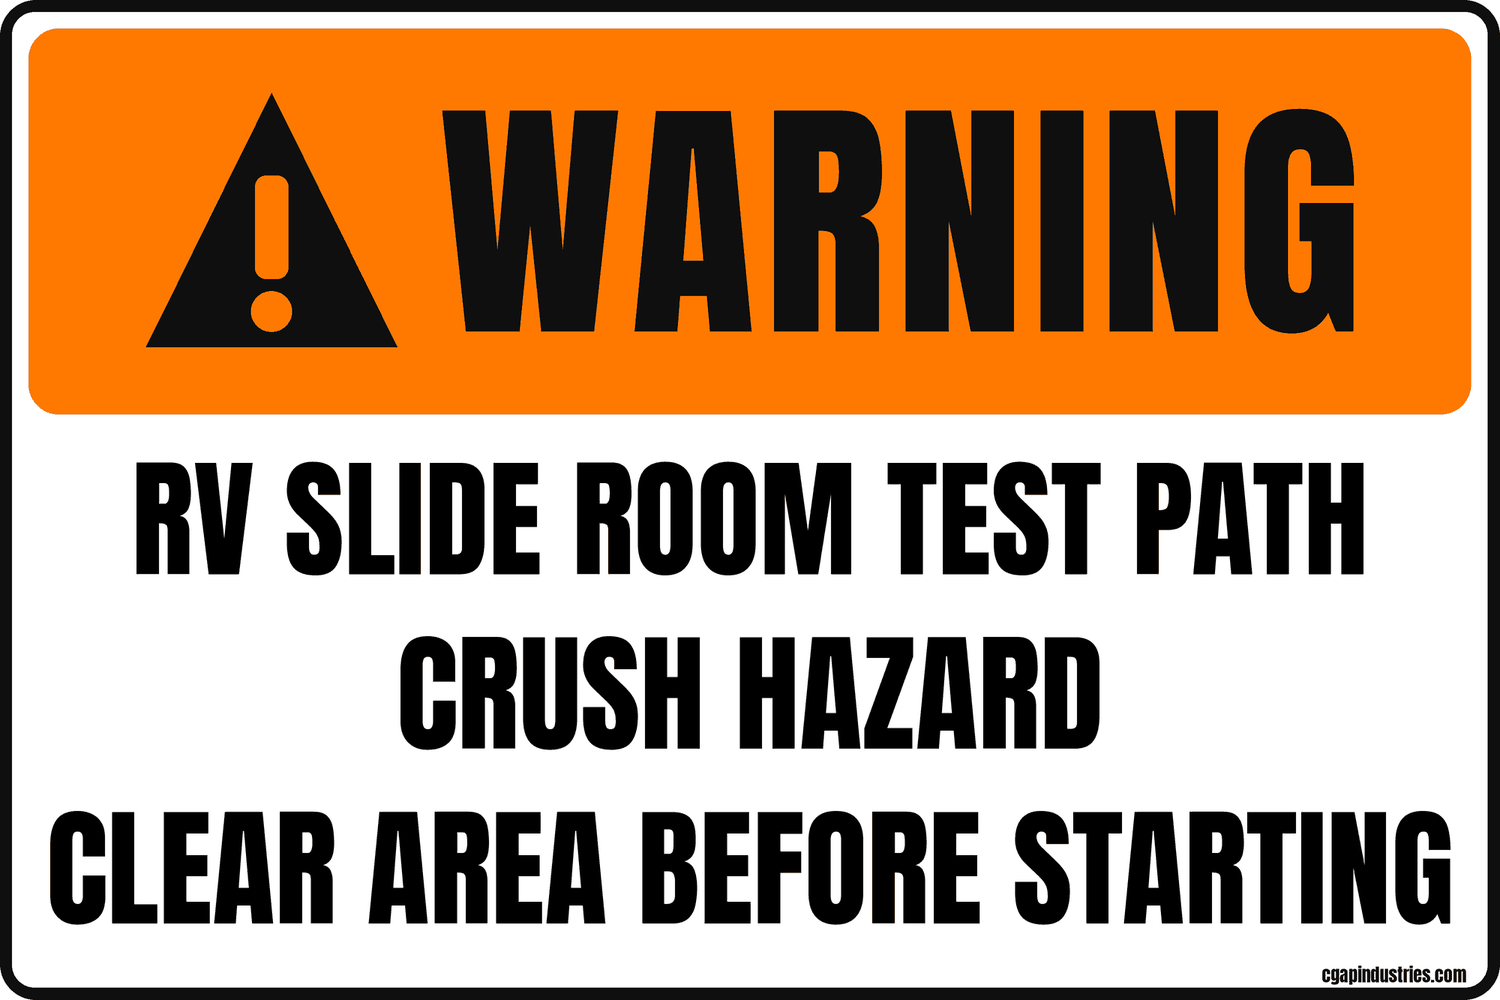 WARNING
RV SLIDE ROOM TEST PATH
CRUSH HAZARD
CLEAR AREA BEFORE STARTING
cgapindustries.com